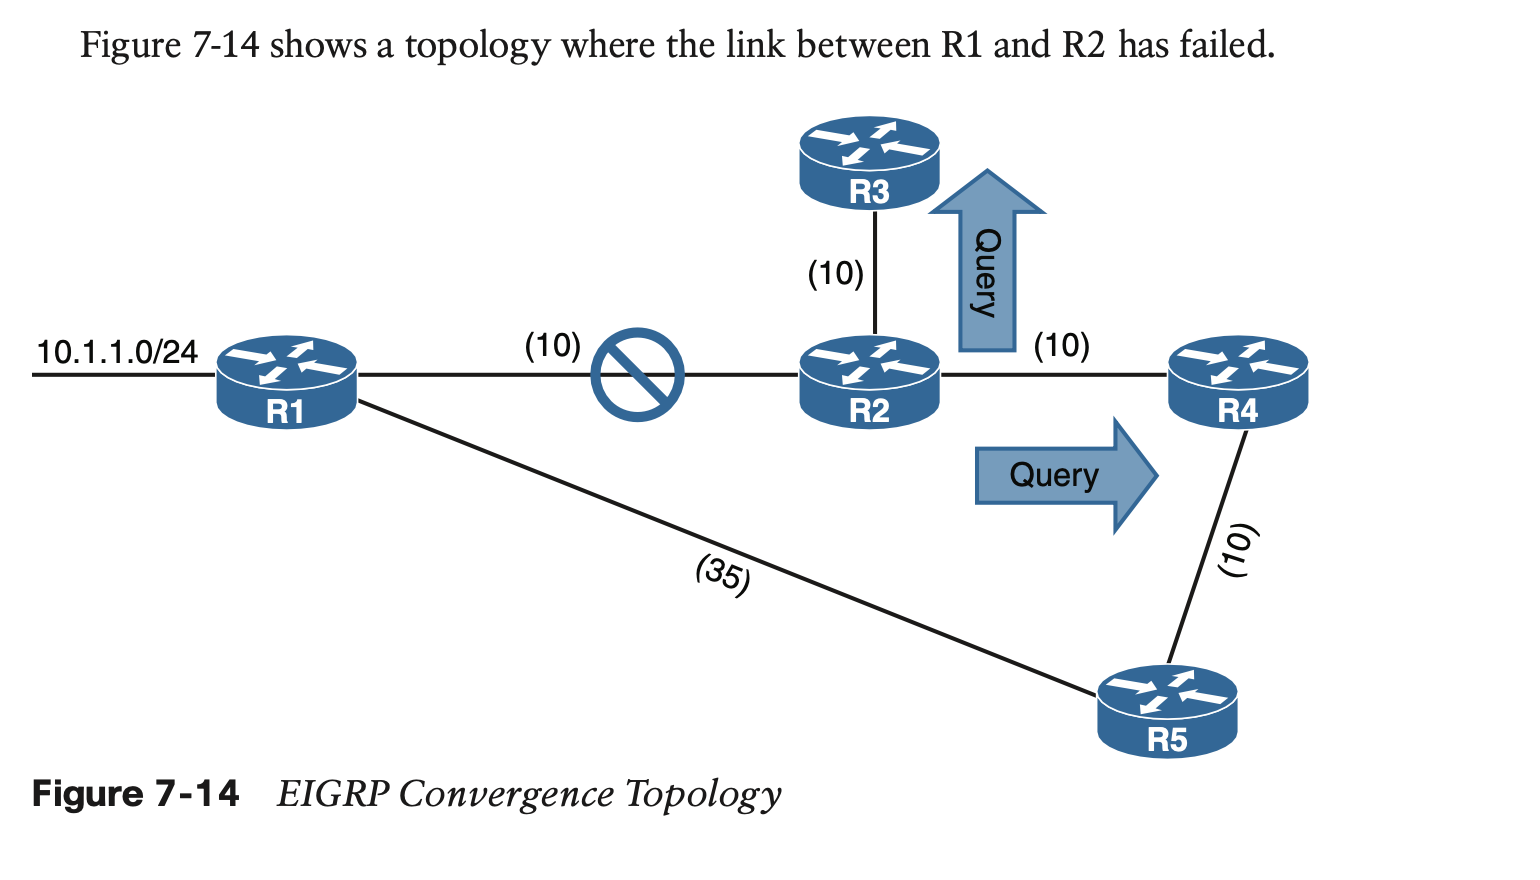 Figure 7-14 shows a topology where the link between R1 and R2 has failed.
R3
(10)
Query
10.1.1.0/24
(10)
(10)
R1
R2
R4
Query
(35)
(10)
R5
Figure 7-14 EIGRP Convergence Topology